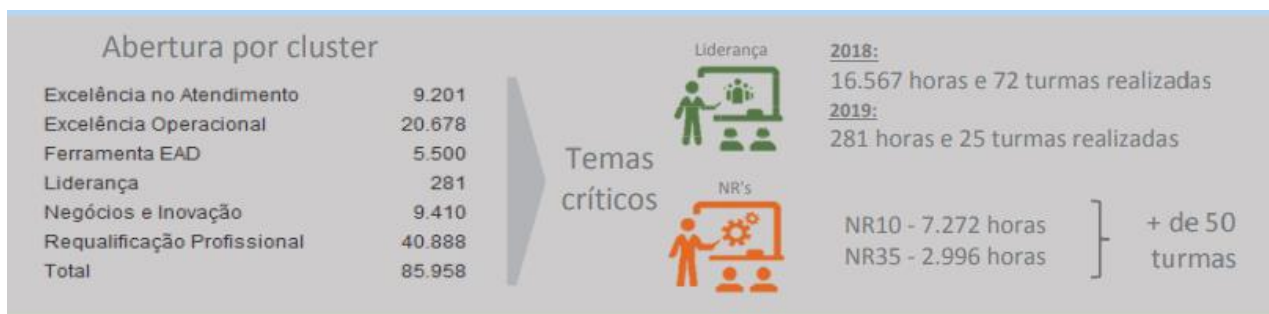 Abertura por cluster
Excelência no Atendimento 9.201
Excelência Operacional 20.678
Ferramenta EAD 5.500
Liderança 281
Negócios e Inovação 9.410
Requalificação Profissional 40.888
Total 85.958
Temas
críticos
Liderança
2018:
16.567 horas e 72 turmas realizadas
2019:
281 horas e 25 turmas realizadas
NR's
NR10 - 7.272 horas
NR35 - 2.996 horas
+ de 50
turmas